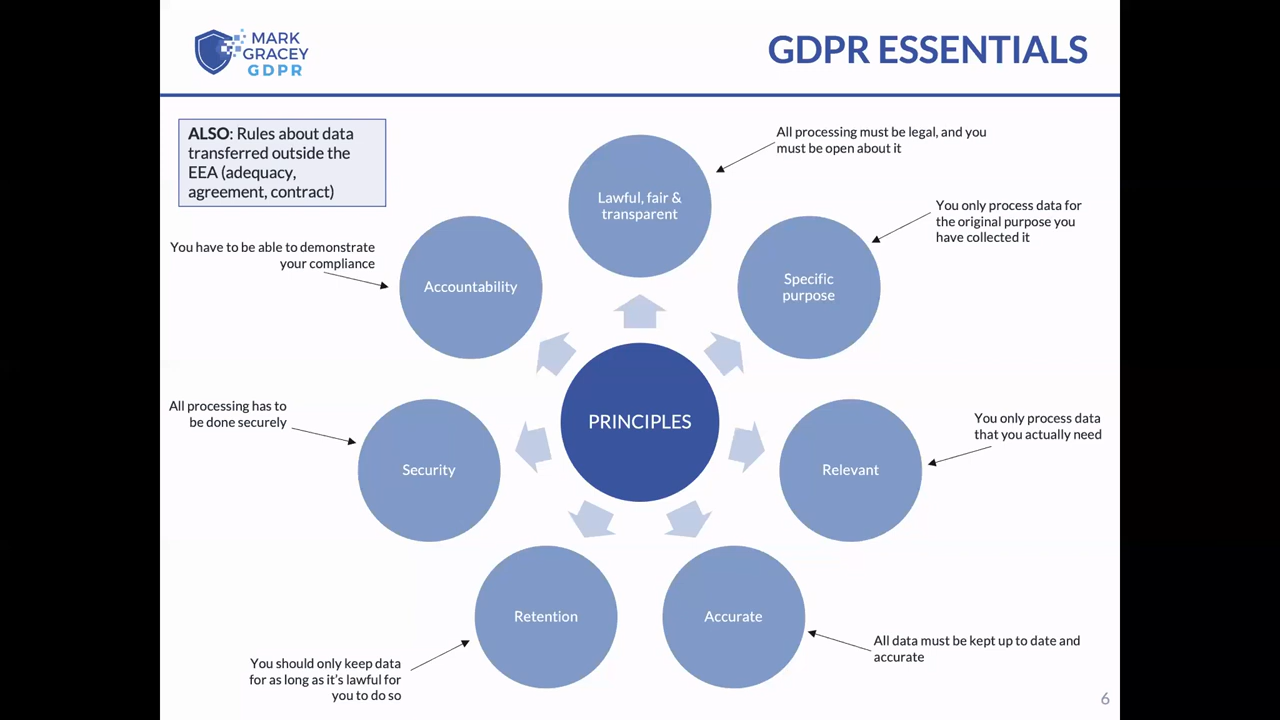 MARK
GRACEY
GDPR
GDPR ESSENTIALS
ALSO: Rules about data
transferred outside the
EEA (adequacy,
agreement, contract)
All processing must be legal, and you
must be open about it
Lawful, fair &
transparent
You only process data for
the original purpose you
have collected it
Specific
purpose
You have to be able to demonstrate
your compliance
Accountability
PRINCIPLES
All processing has to
be done securely
Security
You only process data
that you actually need
Relevant
Retention
Accurate
You should only keep data
for as long as it's lawful for
you to do so
All data must be kept up to date and
accurate
6